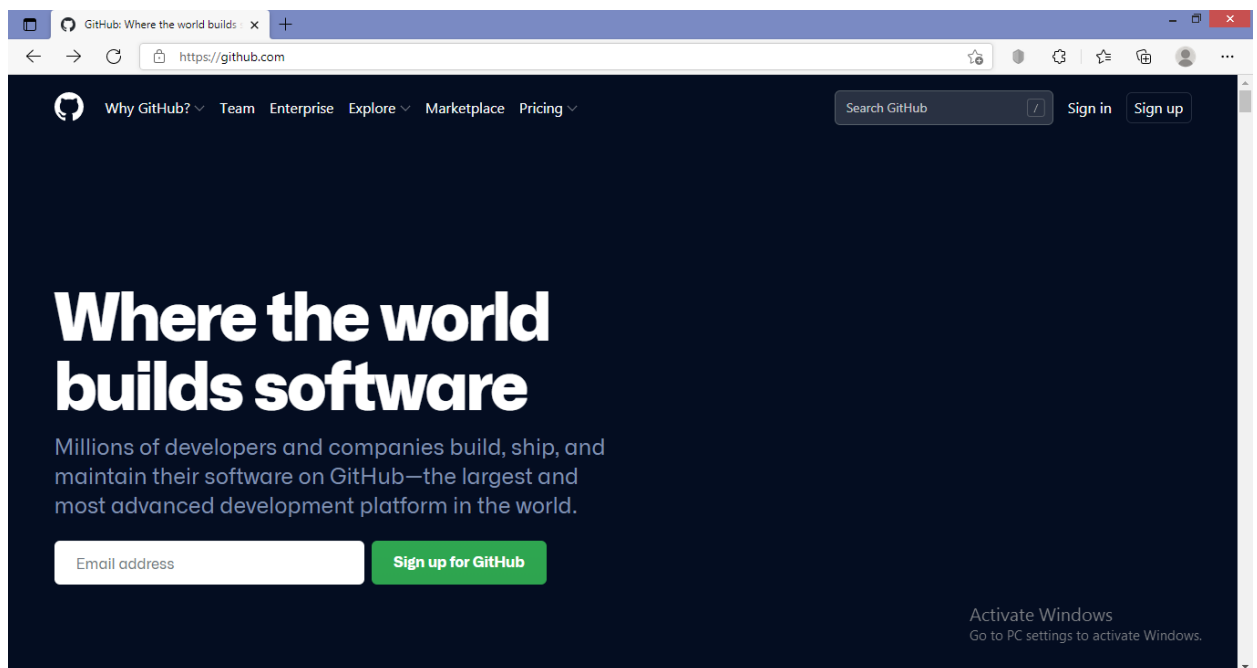 GitHub: Where the world builds
https://github.com
Why GitHub? Team Enterprise Explore Marketplace Pricing Search GitHub / Sign in Sign up
Where the world
builds software
Millions of developers and companies build, ship, and
maintain their software on GitHub—the largest and
most advanced development platform in the world.
Email address Sign up for GitHub
Activate Windows
Go to PC settings to activate Windows.